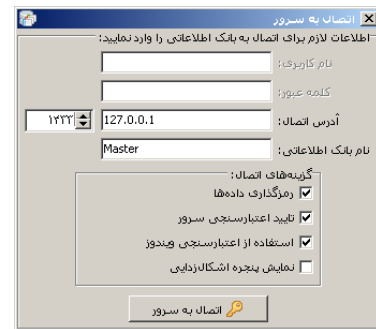 اتصال به سرور
اطلاعات لازم برای اتصال به بانک اطلاعاتی را وارد نمایید:
نام کاربری:
کلمه عبور:
آدرس اتصال: 127.0.0.1 ۱۴۳۳
نام بانک اطلاعاتی: Master
گزینه‌های اتصال:
رمزگذاری داده‌ها
تایید اعتبارسنجی سرور
استفاده از اعتبارسنجی ویندوز
نمایش پنجره اشکال‌زدایی
اتصال به سرور